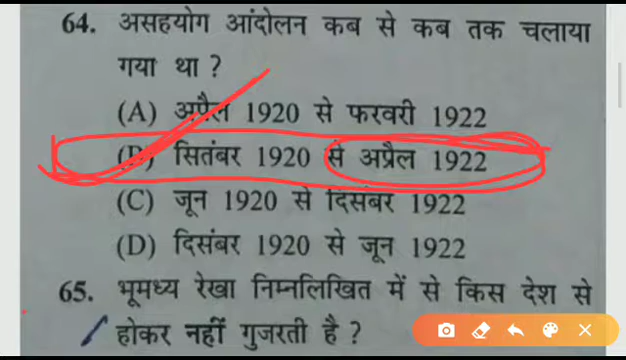 64. असहयोग आंदोलन कब से कब तक चलाया
गया था ?
(A) अप्रैल 1920 से फरवरी 1922
(B) सितंबर 1920 से अप्रैल 1922
(C) जून 1920 से दिसंबर 1922
(D) दिसंबर 1920 से जून 1922
65. भूमध्य रेखा निम्नलिखित में से किस देश से
होकर नहीं गुजरती है ?